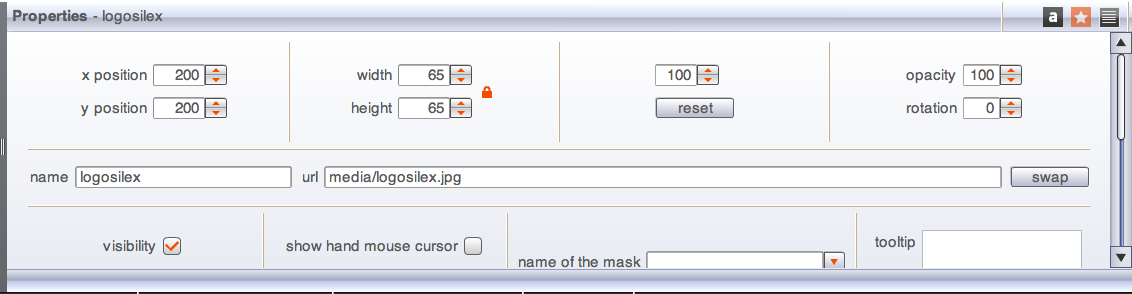 Properties - logosilex
a
x position 200 width 65 100 opacity 100
y position 200 height 65 reset rotation 0
name logosilex url media/logosilex.jpg swap
visibility show hand mouse cursor name of the mask tooltip